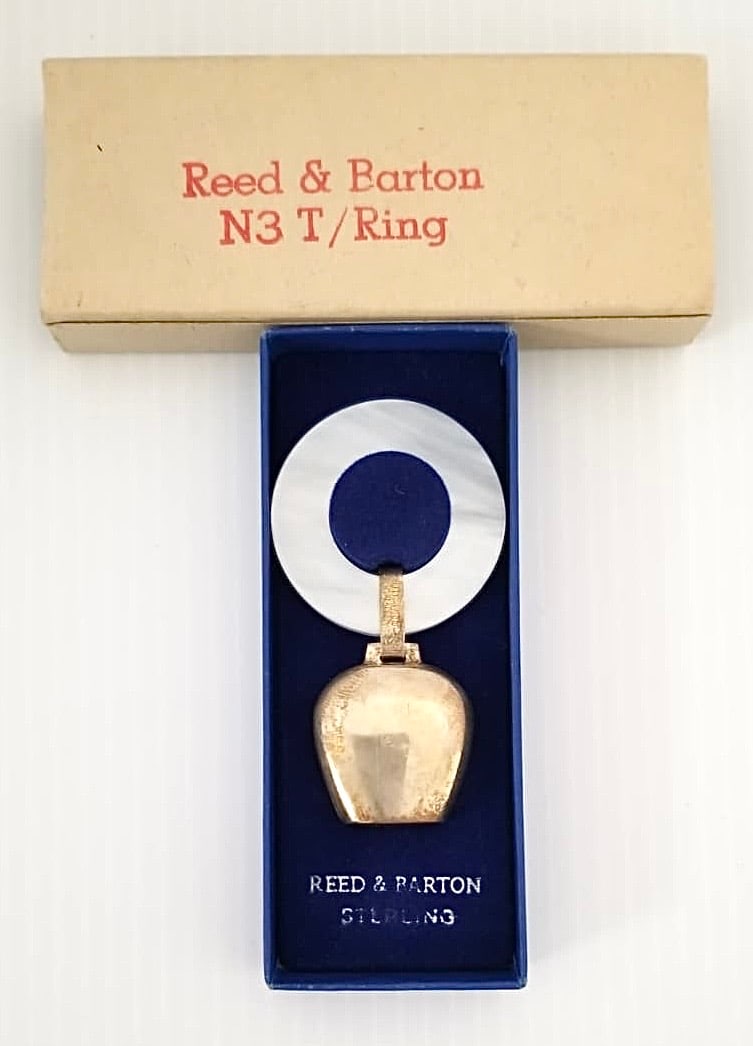 Reed & Barton
N3 T/Ring
REED & BARTON
STERLING